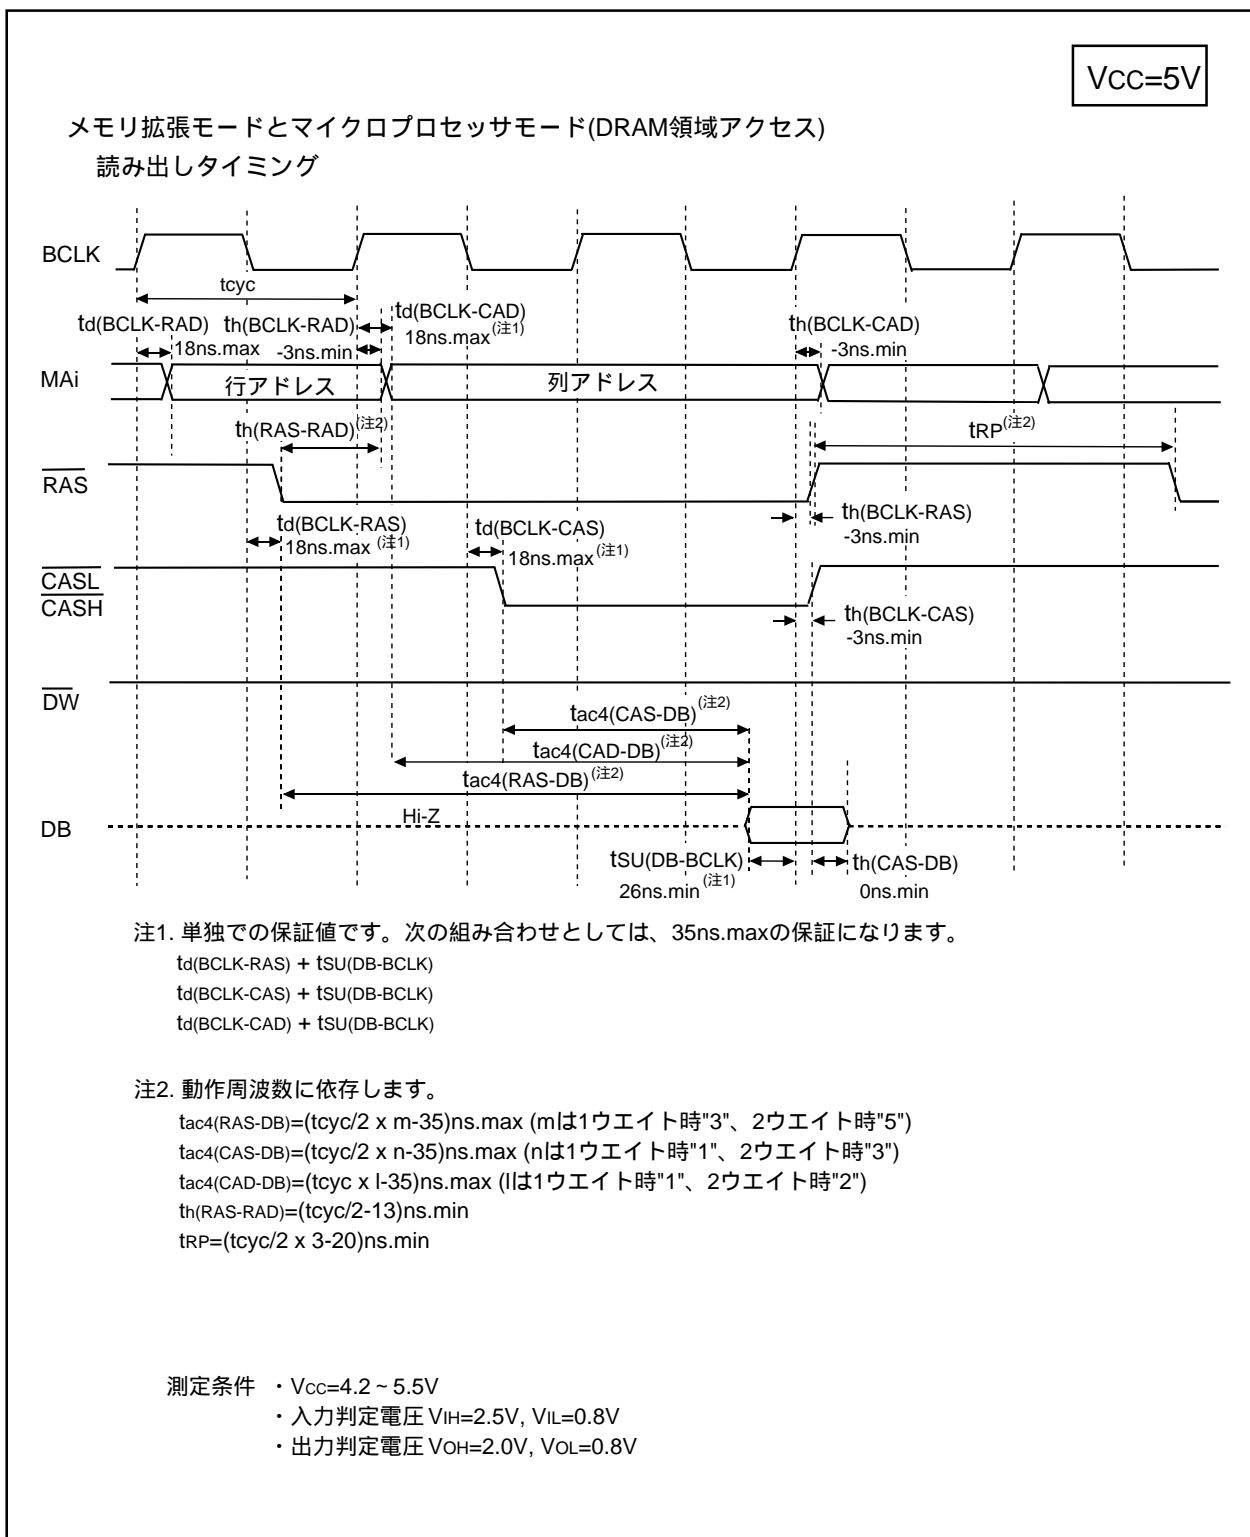 VCC=5V
メモリ拡張モードとマイクロプロセッサモード(DRAM領域アクセス)
読み出しタイミング
BCLK
tcyc
td(BCLK-RAD)
18ns.max
th(BCLK-RAD)
-3ns.min
td(BCLK-CAD)
18ns.max(注1)
th(BCLK-CAD)
-3ns.min
MAi
行アドレス
列アドレス
th(RAS-RAD)(注2)
tRP(注2)
RAS
td(BCLK-RAS)
18ns.max(注1)
td(BCLK-CAS)
18ns.max(注1)
th(BCLK-RAS)
-3ns.min
CASL
CASH
th(BCLK-CAS)
-3ns.min
DW
tac4(CAS-DB)(注2)
tac4(CAD-DB)(注2)
tac4(RAS-DB)(注2)
DB
Hi-Z
tSU(DB-BCLK)
26ns.min(注1)
th(CAS-DB)
0ns.min
注1. 単独での保証値です。次の組み合わせとしては、35ns.maxの保証になります。
td(BCLK-RAS) + tSU(DB-BCLK)
td(BCLK-CAS) + tSU(DB-BCLK)
td(BCLK-CAD) + tSU(DB-BCLK)
注2. 動作周波数に依存します。
tac4(RAS-DB)=(tcyc/2 x m-35)ns.max (mは1ウエイト時"3"、2ウエイト時"5")
tac4(CAS-DB)=(tcyc/2 x n-35)ns.max (nは1ウエイト時"1"、2ウエイト時"3")
tac4(CAD-DB)=(tcyc x l-35)ns.max (lは1ウエイト時"1"、2ウエイト時"2")
th(RAS-RAD)=(tcyc/2-13)ns.min
tRP=(tcyc/2 x 3-20)ns.min
測定条件 ・VCC=4.2～5.5V
・入力判定電圧 VIH=2.5V, VIL=0.8V
・出力判定電圧 VOH=2.0V, VOL=0.8V